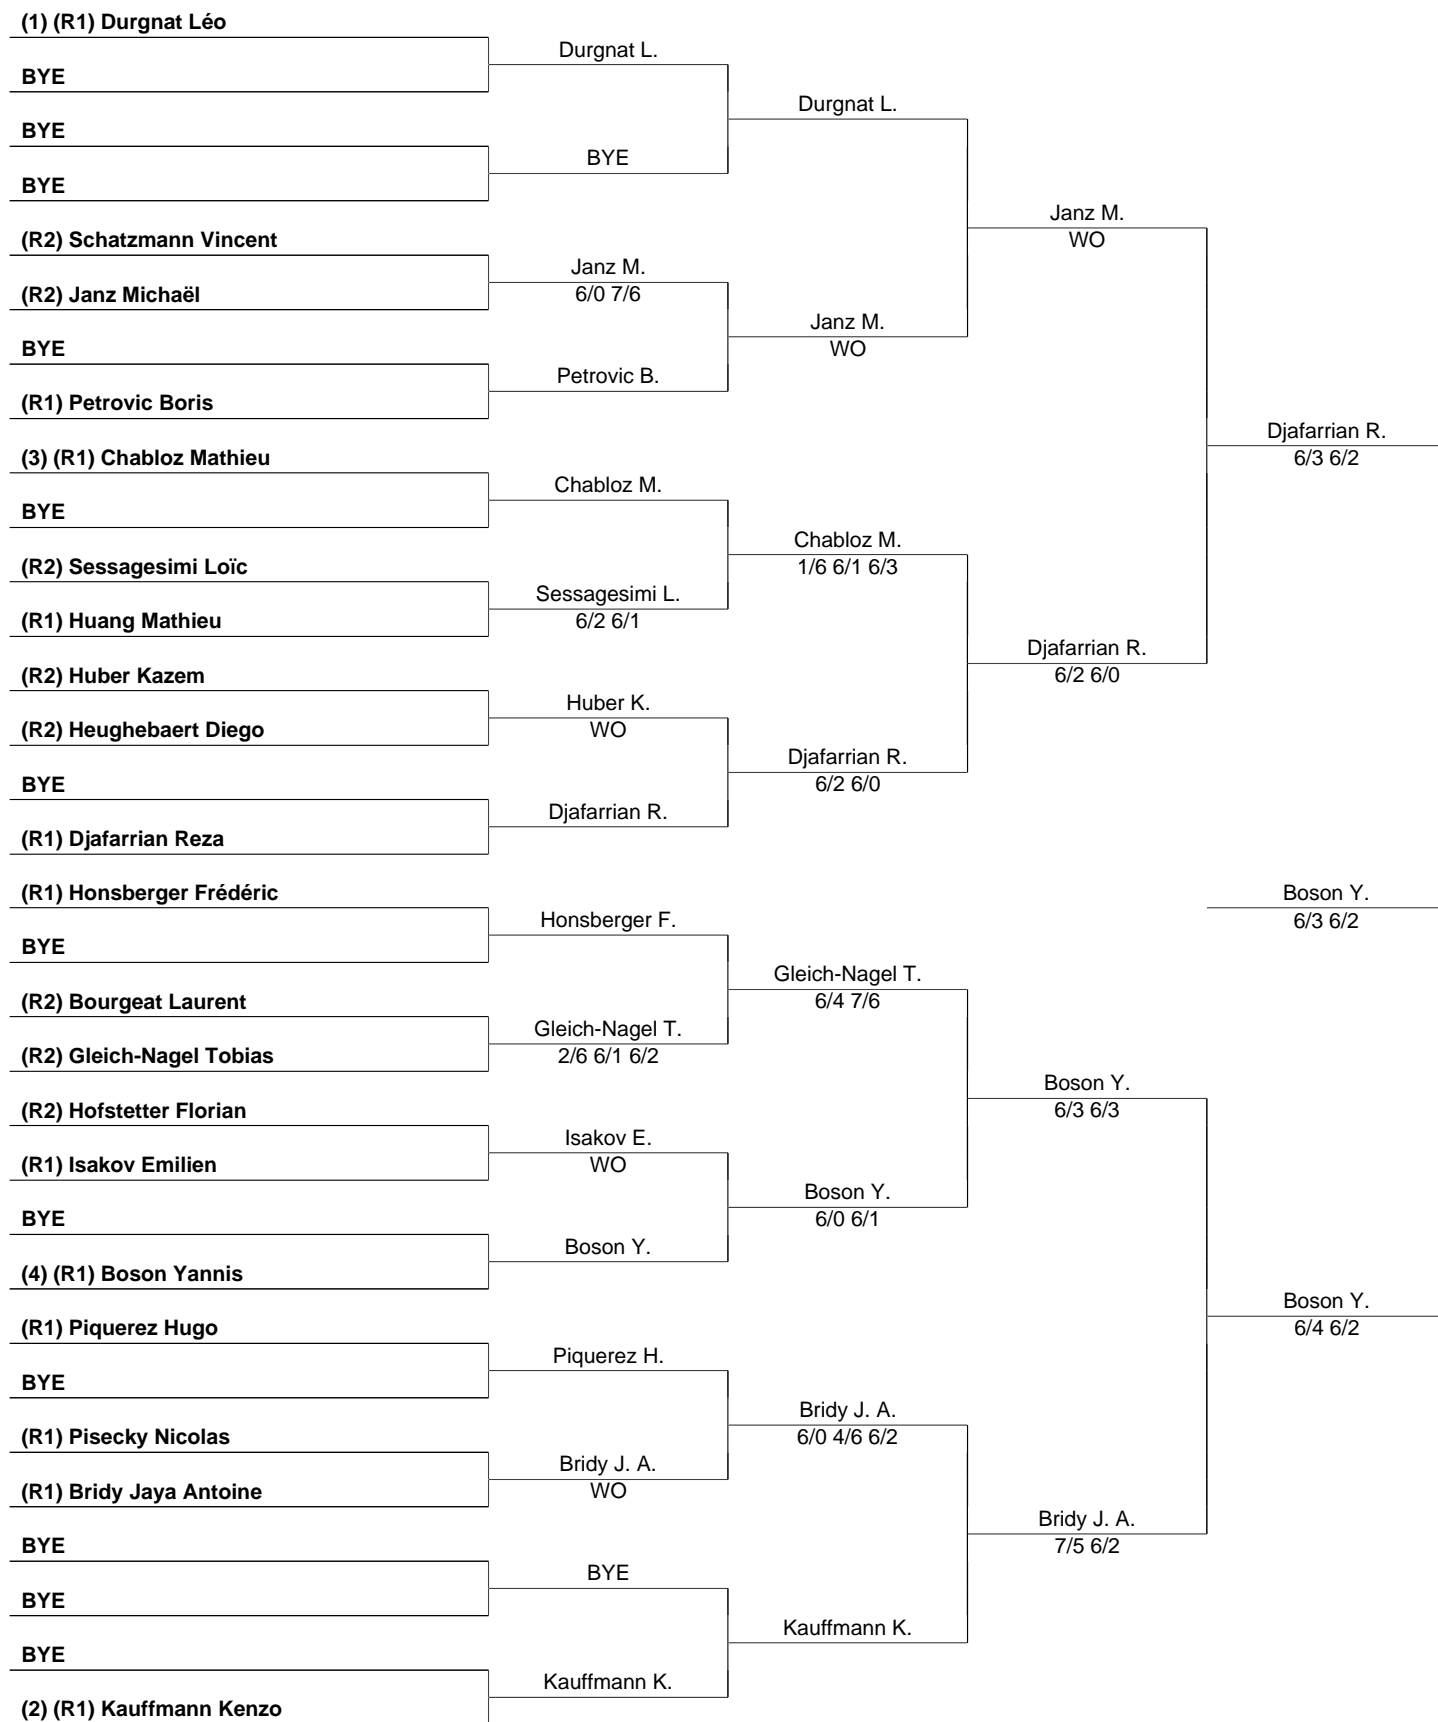 (1) (R1) Durgnat Léo
Durgnat L.
BYE
Durgnat L.
BYE
BYE
BYE
Janz M.
WO
(R2) Schatzmann Vincent
Janz M.
6/0 7/6
(R2) Janz Michaël
Janz M.
WO
BYE
Petrovic B.
(R1) Petrovic Boris
Djafarrian R.
6/3 6/2
(3) (R1) Chabloz Mathieu
Chabloz M.
BYE
Chabloz M.
1/6 6/1 6/3
(R2) Sessagesimi Loïc
Sessagesimi L.
6/2 6/1
(R1) Huang Mathieu
Djafarrian R.
6/2 6/0
(R2) Huber Kazem
Huber K.
WO
(R2) Heughebaert Diego
Djafarrian R.
6/2 6/0
BYE
Djafarrian R.
(R1) Djafarrian Reza
(R1) Honsberger Frédéric
Boson Y.
6/3 6/2
Honsberger F.
BYE
Gleich-Nagel T.
6/4 7/6
(R2) Bourgeat Laurent
Gleich-Nagel T.
2/6 6/1 6/2
(R2) Gleich-Nagel Tobias
Boson Y.
6/3 6/3
(R2) Hofstetter Florian
Isakov E.
WO
(R1) Isakov Emilien
Boson Y.
6/0 6/1
BYE
Boson Y.
(4) (R1) Boson Yannis
Boson Y.
6/4 6/2
(R1) Piquerez Hugo
Piquerez H.
BYE
Bridy J. A.
6/0 4/6 6/2
(R1) Pisecky Nicolas
Bridy J. A.
WO
(R1) Bridy Jaya Antoine
Bridy J. A.
7/5 6/2
BYE
BYE
BYE
Kauffmann K.
BYE
Kauffmann K.
(2) (R1) Kauffmann Kenzo